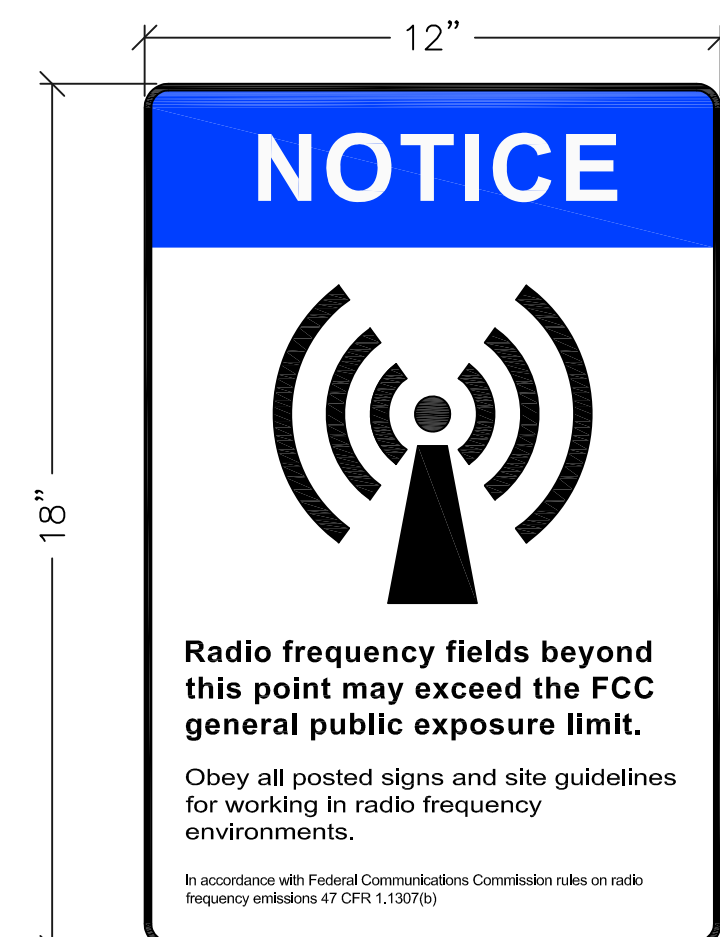 12”
NOTICE
18”
Radio frequency fields beyond
this point may exceed the FCC
general public exposure limit.
Obey all posted signs and site guidelines
for working in radio frequency
environments.
In accordance with Federal Communications Commission rules on radio
frequency emissions 47 CFR 1.1307(b)